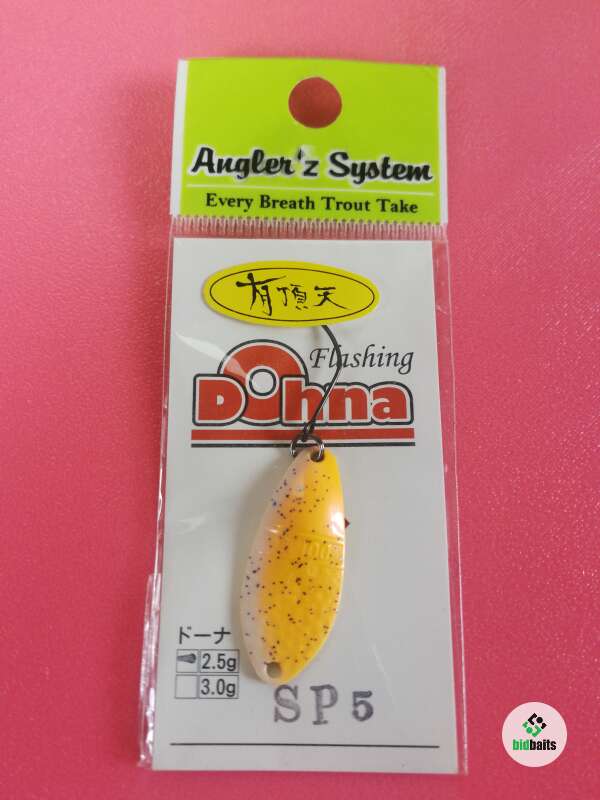 Angler'z System
Every Breath Trout Take
有頂天
Flashing
Dohna
ドーナ
2.5g
3.0g
SP5
bidbaits